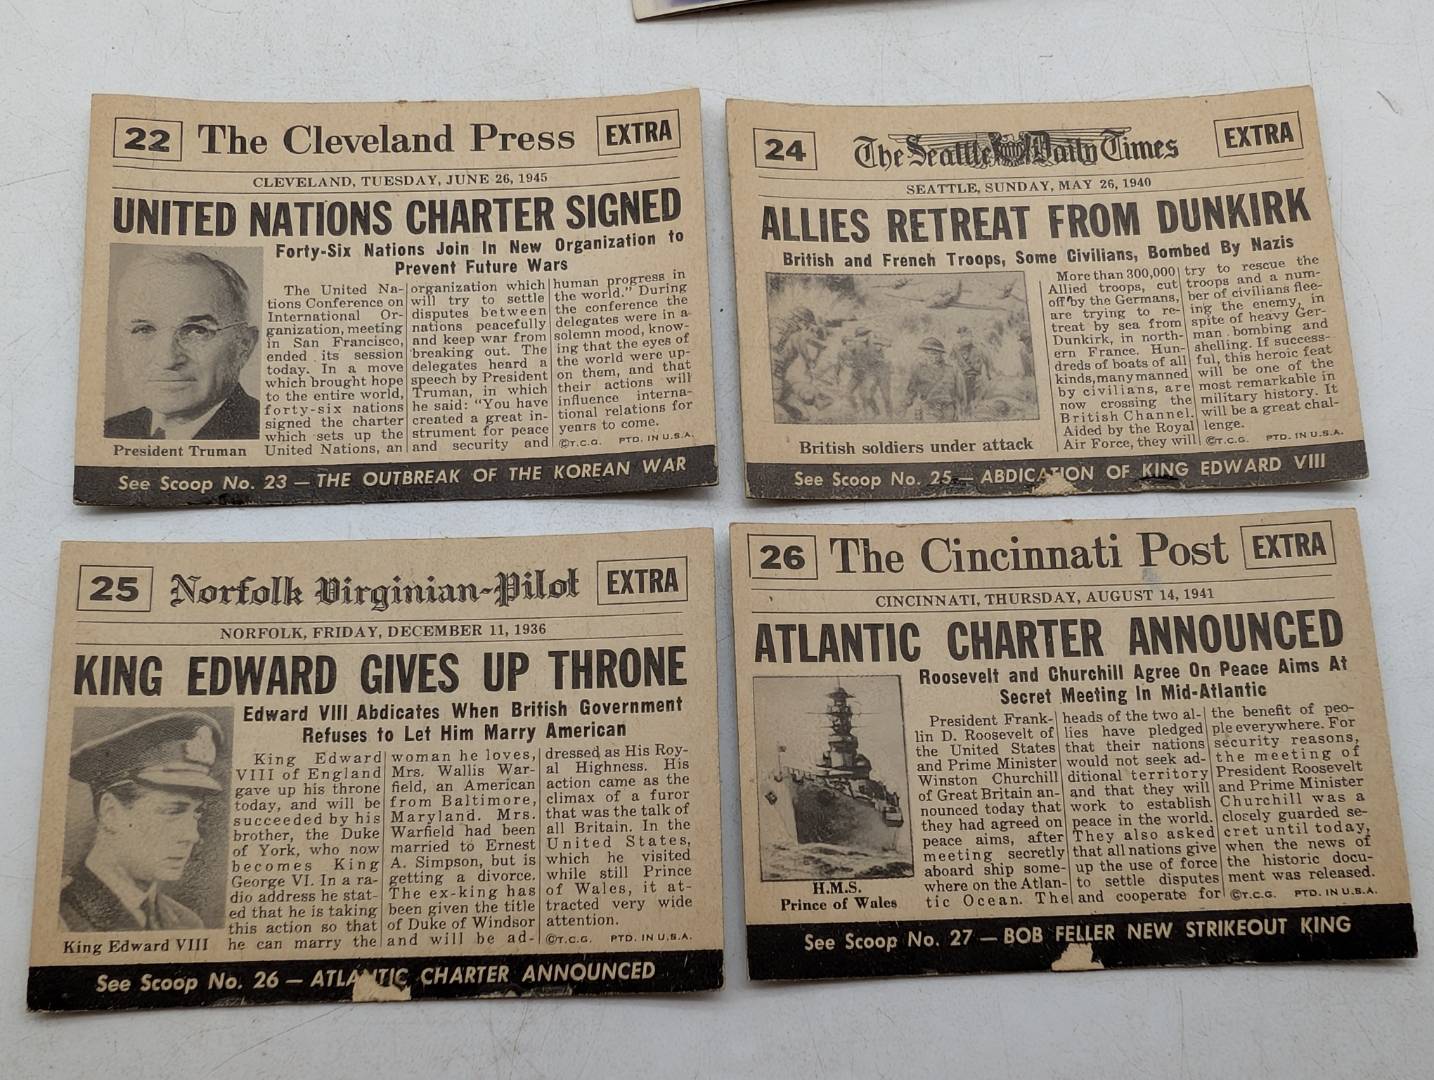 22 The Cleveland Press EXTRA
CLEVELAND, TUESDAY, JUNE 26, 1945
UNITED NATIONS CHARTER SIGNED
Forty-Six Nations Join In New Organization to
Prevent Future Wars
The United Na-
tions Conference on
International Or-
ganization, meeting
in San Francisco,
ended its session
today. In a move
which brought hope
to the entire world,
forty-six nations
signed the charter
which sets up the
United Nations, an
organization which
will try to settle
disputes between
nations peacefully
and keep war from
breaking out. The
delegates heard a
speech by President
Truman, in which
he said: "You have
created a great in-
strument for peace
and security and
human progress in
the world." During
the conference the
delegates were in a
solemn mood, know-
ing that the eyes of
the world were up-
on them, and that
their actions will
influence interna-
tional relations for
years to come.
©T.C.G. PTD. IN U.S.A.
President Truman
See Scoop No. 23 — THE OUTBREAK OF THE KOREAN WAR
24 The Seattle Daily Times EXTRA
SEATTLE, SUNDAY, MAY 26, 1940
ALLIES RETREAT FROM DUNKIRK
British and French Troops, Some Civilians, Bombed By Nazis
More than 300,000
Allied troops, cut
off by the Germans,
are trying to re-
treat by sea from
Dunkirk, in north-
ern France. Hun-
dreds of boats of all
kinds, many manned
by civilians, are
now crossing the
British Channel.
Aided by the Royal
Air Force, they will
try to rescue the
troops and a num-
ber of civilians flee-
ing the enemy, in
spite of heavy Ger-
man bombing and
shelling. If success-
ful, this heroic feat
will be one of the
most remarkable in
military history. It
will be a great chal-
lenge.
©T.C.G. PTD. IN U.S.A.
British soldiers under attack
See Scoop No. 25 — ABDICATION OF KING EDWARD VIII
25 Norfolk Virginian-Pilot EXTRA
NORFOLK, FRIDAY, DECEMBER 11, 1936
KING EDWARD GIVES UP THRONE
Edward VIII Abdicates When British Government
Refuses to Let Him Marry American
King Edward
VIII of England
gave up his throne
today, and will be
succeeded by his
brother, the Duke
of York, who now
becomes King
George VI. In a ra-
dio address he stat-
ed that he is taking
this action so that
he can marry the
woman he loves,
Mrs. Wallis War-
field, an American
from Baltimore,
Maryland. Mrs.
Warfield had been
married to Ernest
A. Simpson, but is
getting a divorce.
The ex-king has
been given the title
of Duke of Windsor
and will be ad-
dressed as His Roy-
al Highness. His
action came as the
climax of a furor
that was the talk of
all Britain. In the
United States,
which he visited
while still Prince
of Wales, it at-
tracted very wide
attention.
©T.C.G. PTD. IN U.S.A.
King Edward VIII
See Scoop No. 26 — ATLANTIC CHARTER ANNOUNCED
26 The Cincinnati Post EXTRA
CINCINNATI, THURSDAY, AUGUST 14, 1941
ATLANTIC CHARTER ANNOUNCED
Roosevelt and Churchill Agree On Peace Aims At
Secret Meeting In Mid-Atlantic
President Frank-
lin D. Roosevelt of
the United States
and Prime Minister
Winston Churchill
of Great Britain an-
nounced today that
they had agreed on
peace aims, after
meeting secretly
aboard ship some-
where on the Atlan-
tic Ocean. The
heads of the two al-
lies have pledged
that their nations
would not seek ad-
ditional territory
and that they will
work to establish
peace in the world.
They also asked
that all nations give
up the use of force
to settle disputes
and cooperate for
the benefit of peo-
ple everywhere. For
security reasons,
the meeting of
President Roosevelt
and Prime Minister
Churchill was a
closely guarded se-
cret until today,
when the news of
the historic docu-
ment was released.
©T.C.G. PTD. IN U.S.A.
H.M.S.
Prince of Wales
See Scoop No. 27 — BOB FELLER NEW STRIKEOUT KING